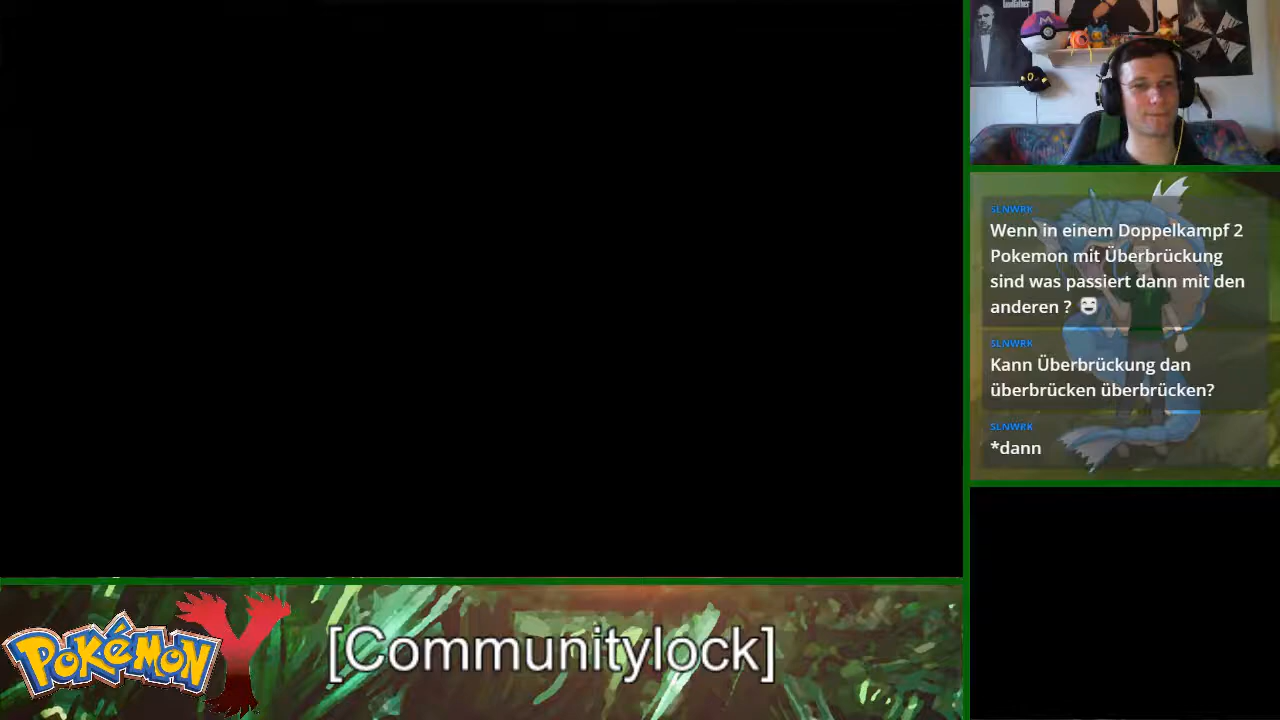 Godfather
SLNWRK
Wenn in einem Doppelkampf 2
Pokemon mit Überbrückung
sind was passiert dann mit den
anderen ?
SLNWRK
Kann Überbrückung dan
überbrücken überbrücken?
SLNWRK
*dann
POKéMON Y
[Communitylock]